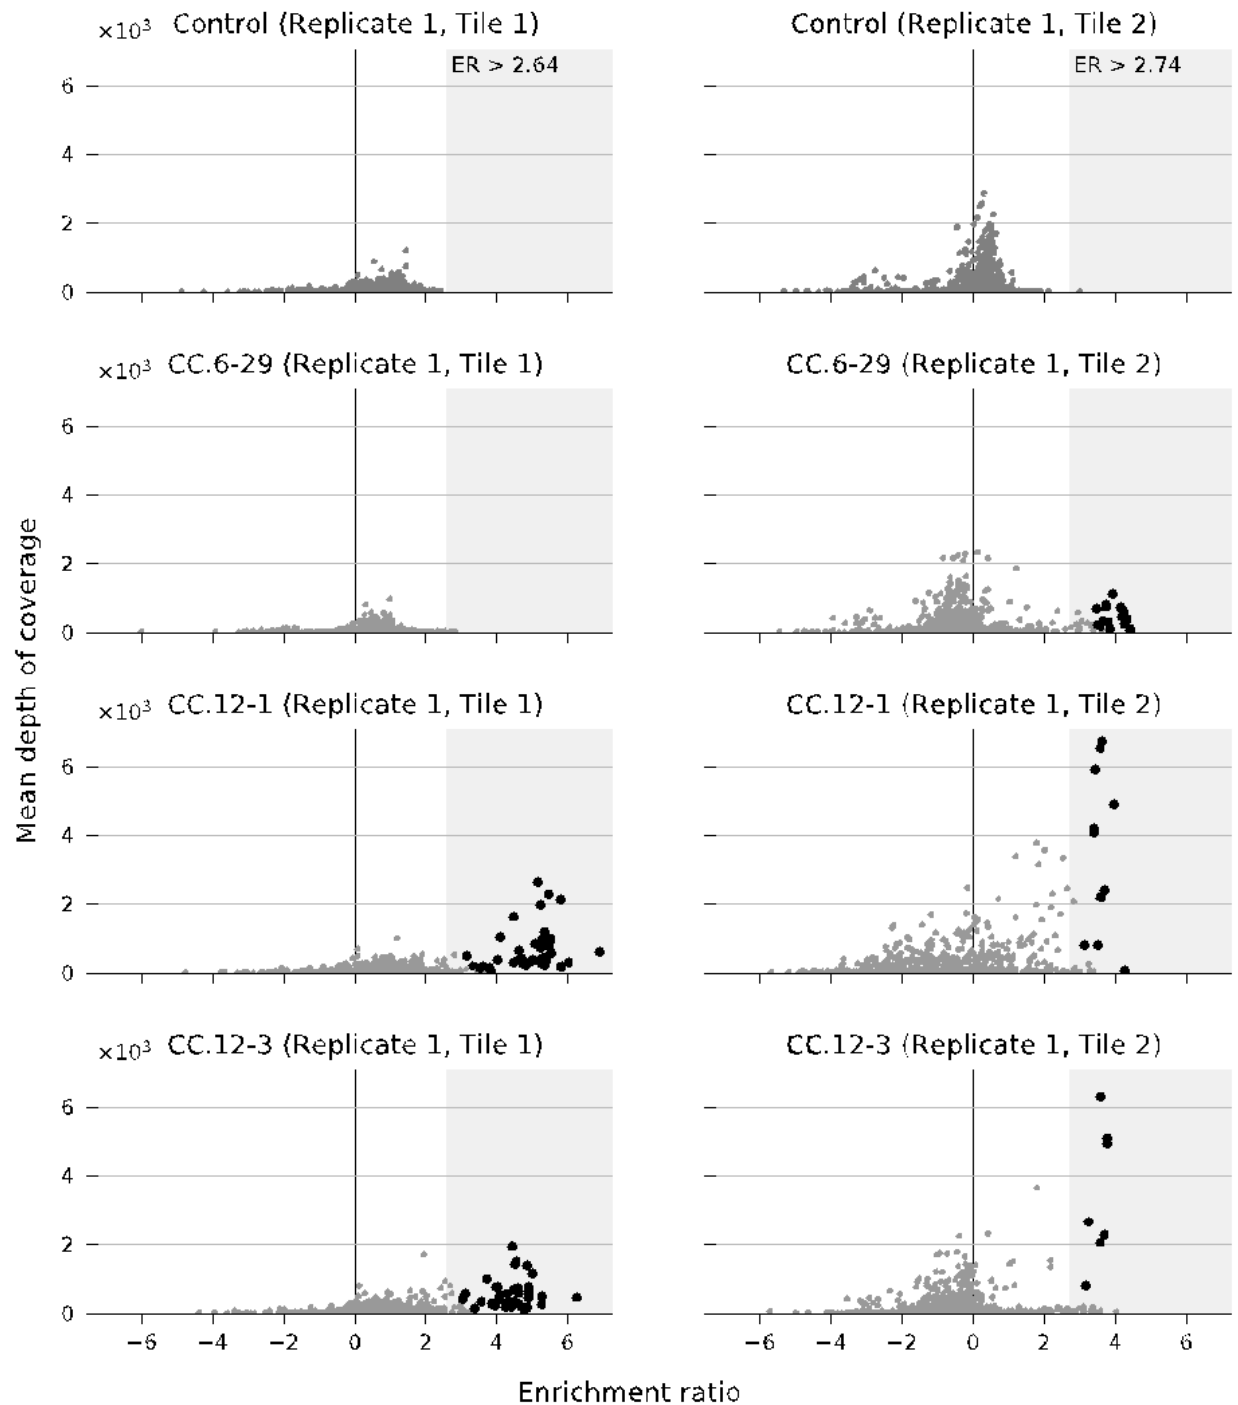 ×10³ Control (Replicate 1, Tile 1) Control (Replicate 1, Tile 2)
ER > 2.64 ER > 2.74
6
4
2
0
×10³ CC.6-29 (Replicate 1, Tile 1) CC.6-29 (Replicate 1, Tile 2)
6
4
2
0
Mean depth of coverage
×10³ CC.12-1 (Replicate 1, Tile 1) CC.12-1 (Replicate 1, Tile 2)
6
4
2
0
×10³ CC.12-3 (Replicate 1, Tile 1) CC.12-3 (Replicate 1, Tile 2)
6
4
2
0
−6 −4 −2 0 2 4 6 −6 −4 −2 0 2 4 6
Enrichment ratio